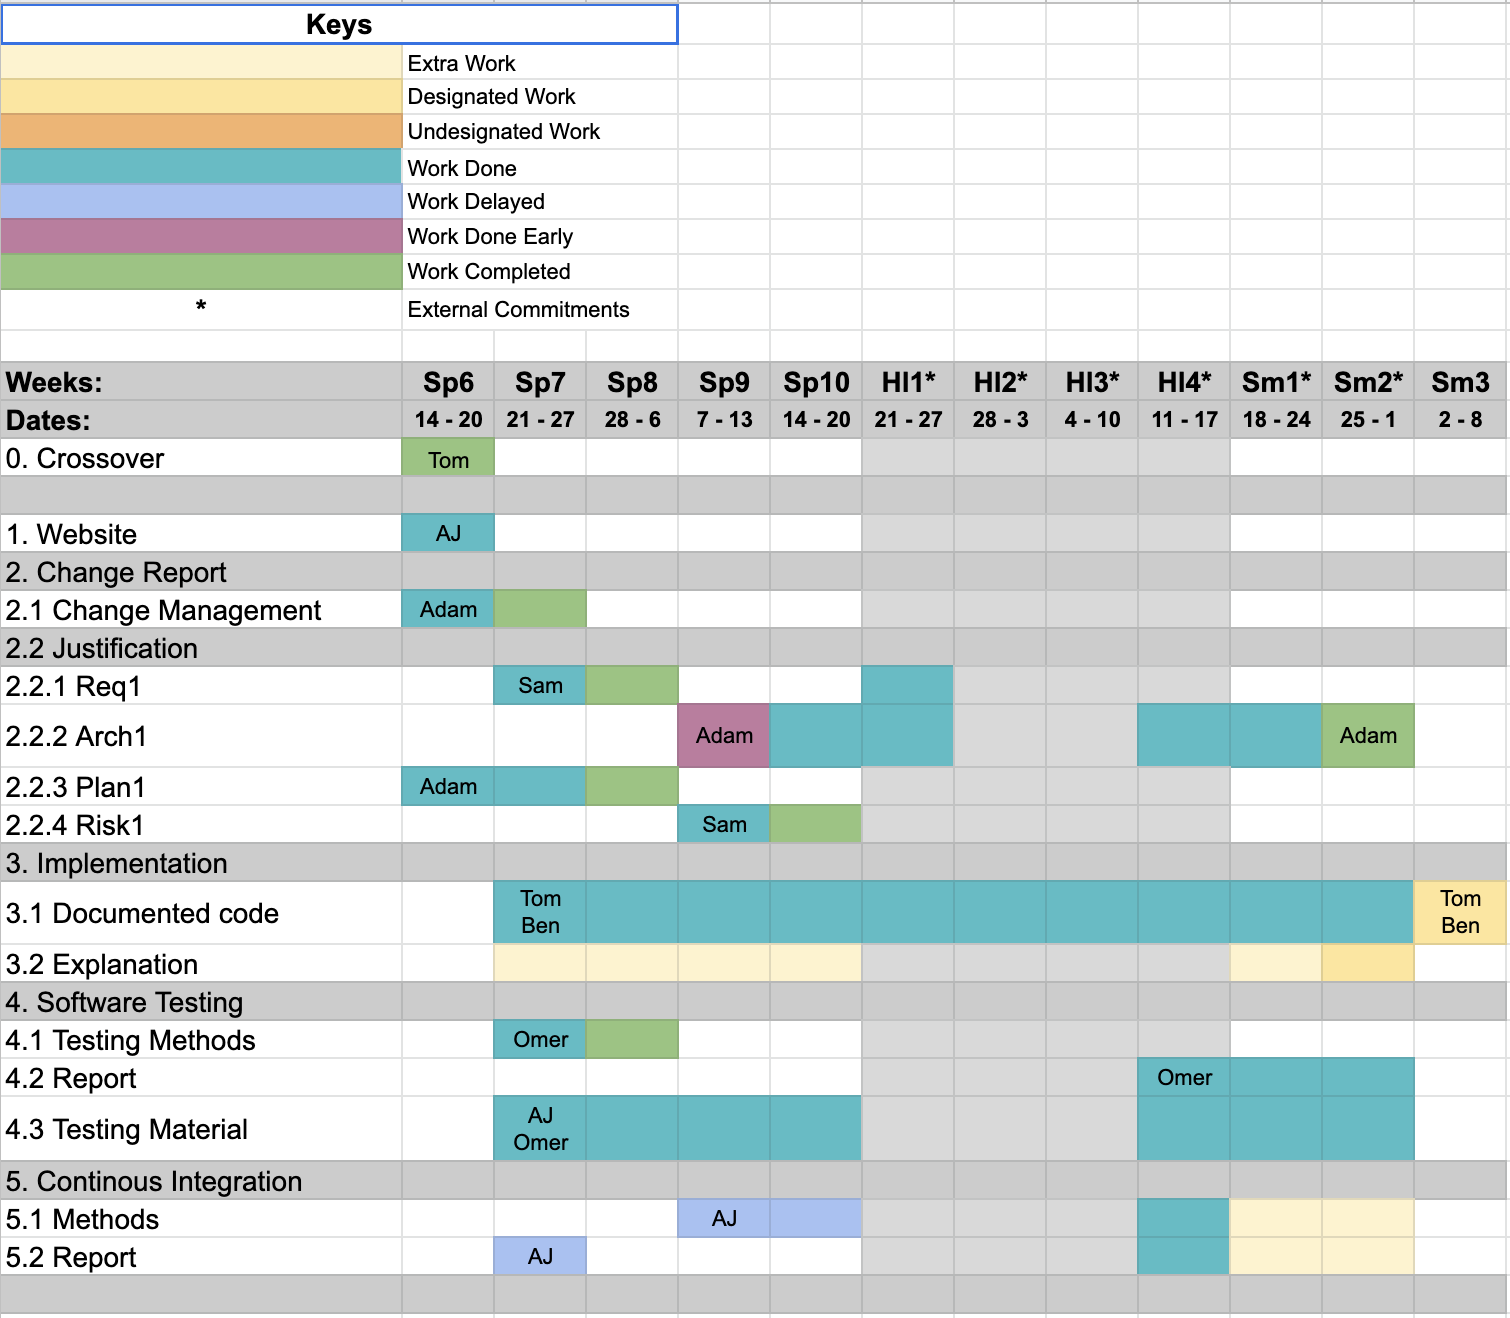 Keys
Extra Work
Designated Work
Undesignated Work
Work Done
Work Delayed
Work Done Early
Work Completed
* External Commitments
Weeks: Sp6 Sp7 Sp8 Sp9 Sp10 Hl1* Hl2* Hl3* Hl4* Sm1* Sm2* Sm3
Dates: 14 - 20 21 - 27 28 - 6 7 - 13 14 - 20 21 - 27 28 - 3 4 - 10 11 - 17 18 - 24 25 - 1 2 - 8
0. Crossover Tom
1. Website AJ
2. Change Report
2.1 Change Management Adam
2.2 Justification
2.2.1 Req1 Sam
2.2.2 Arch1 Adam Adam
2.2.3 Plan1 Adam
2.2.4 Risk1 Sam
3. Implementation
3.1 Documented code Tom Ben Tom Ben
3.2 Explanation
4. Software Testing
4.1 Testing Methods Omer
4.2 Report Omer
4.3 Testing Material AJ Omer
5. Continous Integration
5.1 Methods AJ
5.2 Report AJ